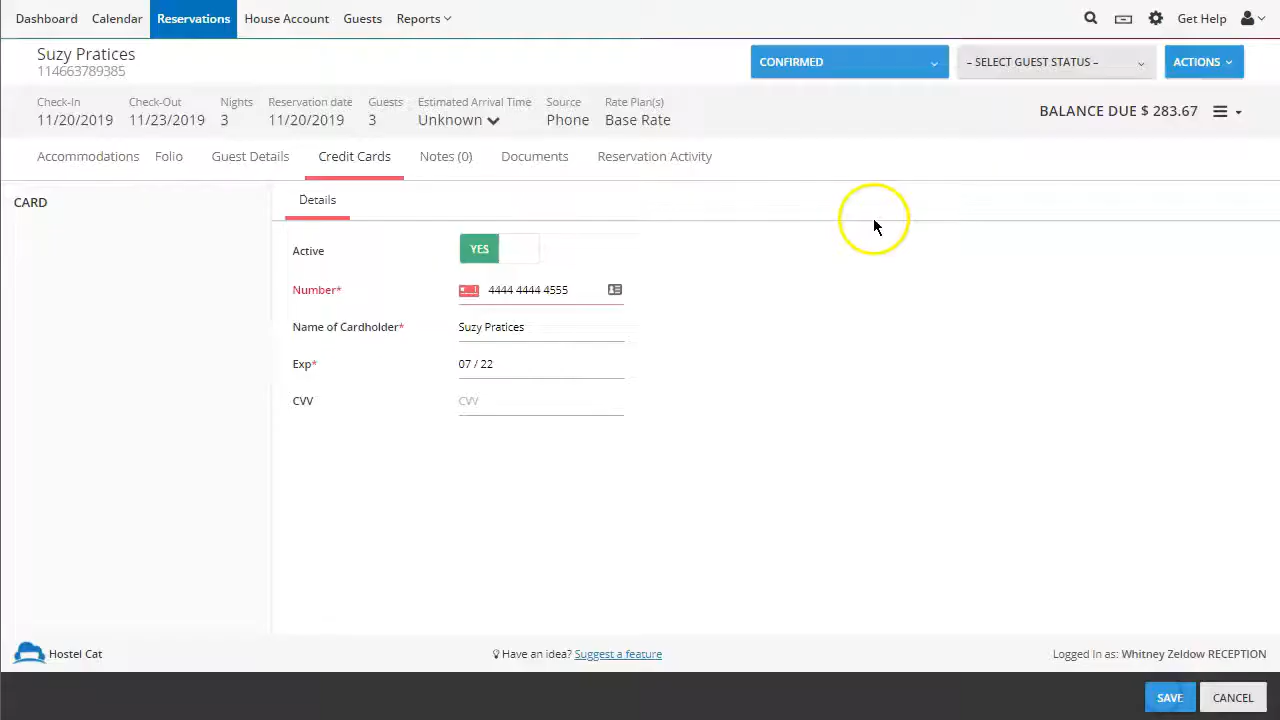 Dashboard Calendar Reservations House Account Guests Reports Get Help
Suzy Pratices
114663789385
CONFIRMED – SELECT GUEST STATUS – ACTIONS
Check-In Check-Out Nights Reservation date Guests Estimated Arrival Time Source Rate Plan(s)
11/20/2019 11/23/2019 3 11/20/2019 3 Unknown Phone Base Rate
BALANCE DUE $ 283.67
Accommodations Folio Guest Details Credit Cards Notes (0) Documents Reservation Activity
CARD
Details
Active YES
Number* 4444 4444 4555
Name of Cardholder* Suzy Pratices
Exp* 07 / 22
CVV CVV
Hostel Cat Have an idea? Suggest a feature Logged In as: Whitney Zeldow RECEPTION
SAVE CANCEL